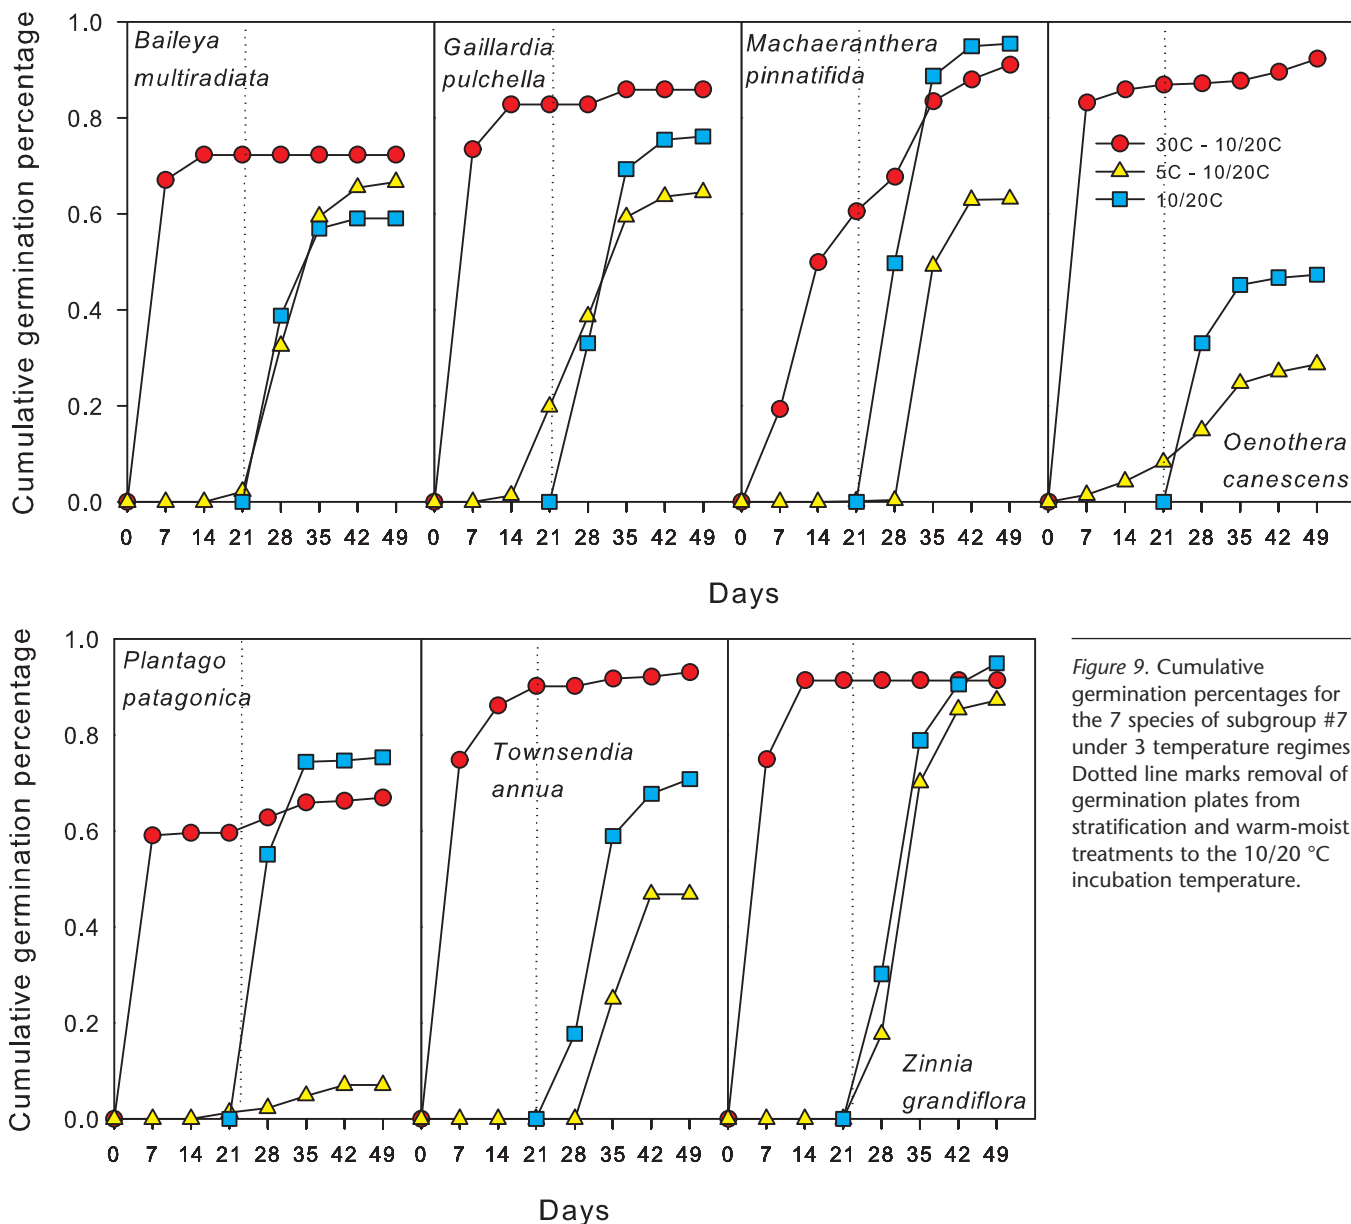 Cumulative germination percentage
1.0
0.8
0.6
0.4
0.2
0.0
Baileya
multiradiata
Gaillardia
pulchella
Machaeranthera
pinnatifida
30C - 10/20C
5C - 10/20C
10/20C
Oenothera
canescens
0 7 14 21 28 35 42 49 0 7 14 21 28 35 42 49 0 7 14 21 28 35 42 49 0 7 14 21 28 35 42 49
Days
Cumulative germination percentage
1.0
0.8
0.6
0.4
0.2
0.0
Plantago
patagonica
Townsendia
annua
Zinnia
grandiflora
0 7 14 21 28 35 42 49 0 7 14 21 28 35 42 49 0 7 14 21 28 35 42 49
Days
Figure 9. Cumulative
germination percentages for
the 7 species of subgroup #7
under 3 temperature regimes
Dotted line marks removal of
germination plates from
stratification and warm-moist
treatments to the 10/20 °C
incubation temperature.